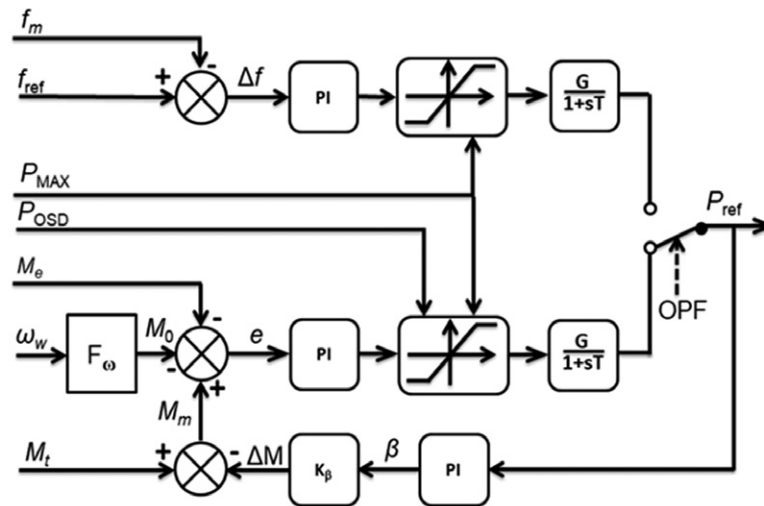 f_m
-
+
f_ref
Δf
PI
G
1+sT
P_MAX
P_OSD
P_ref
OPF
M_e
-
ω_w
F_ω
M_0
-
e
PI
G
1+sT
+
M_m
M_t
+
-
ΔM
K_β
β
PI